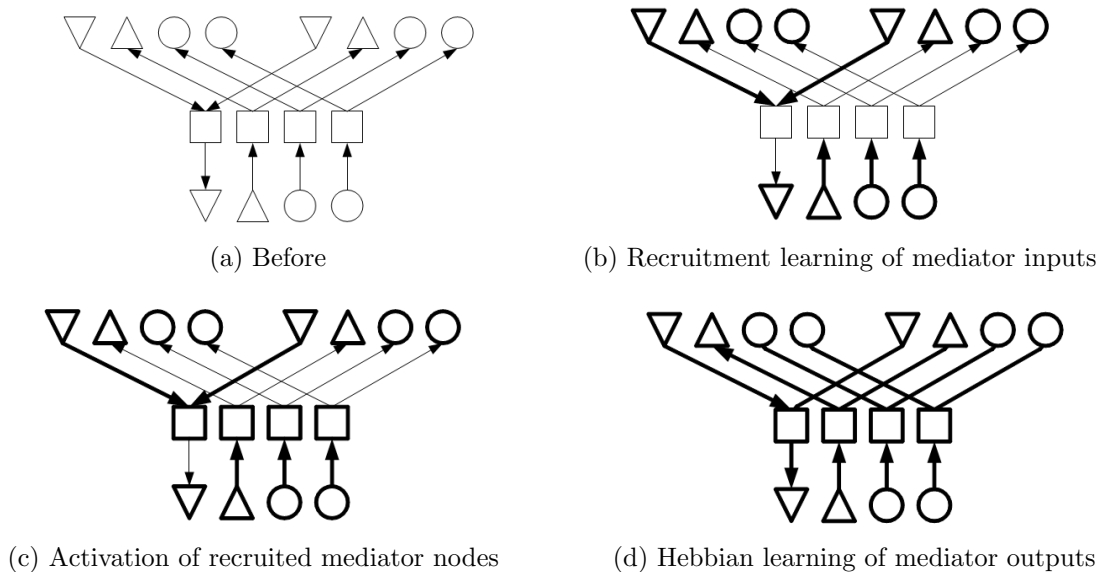 (a) Before
(b) Recruitment learning of mediator inputs
(c) Activation of recruited mediator nodes
(d) Hebbian learning of mediator outputs